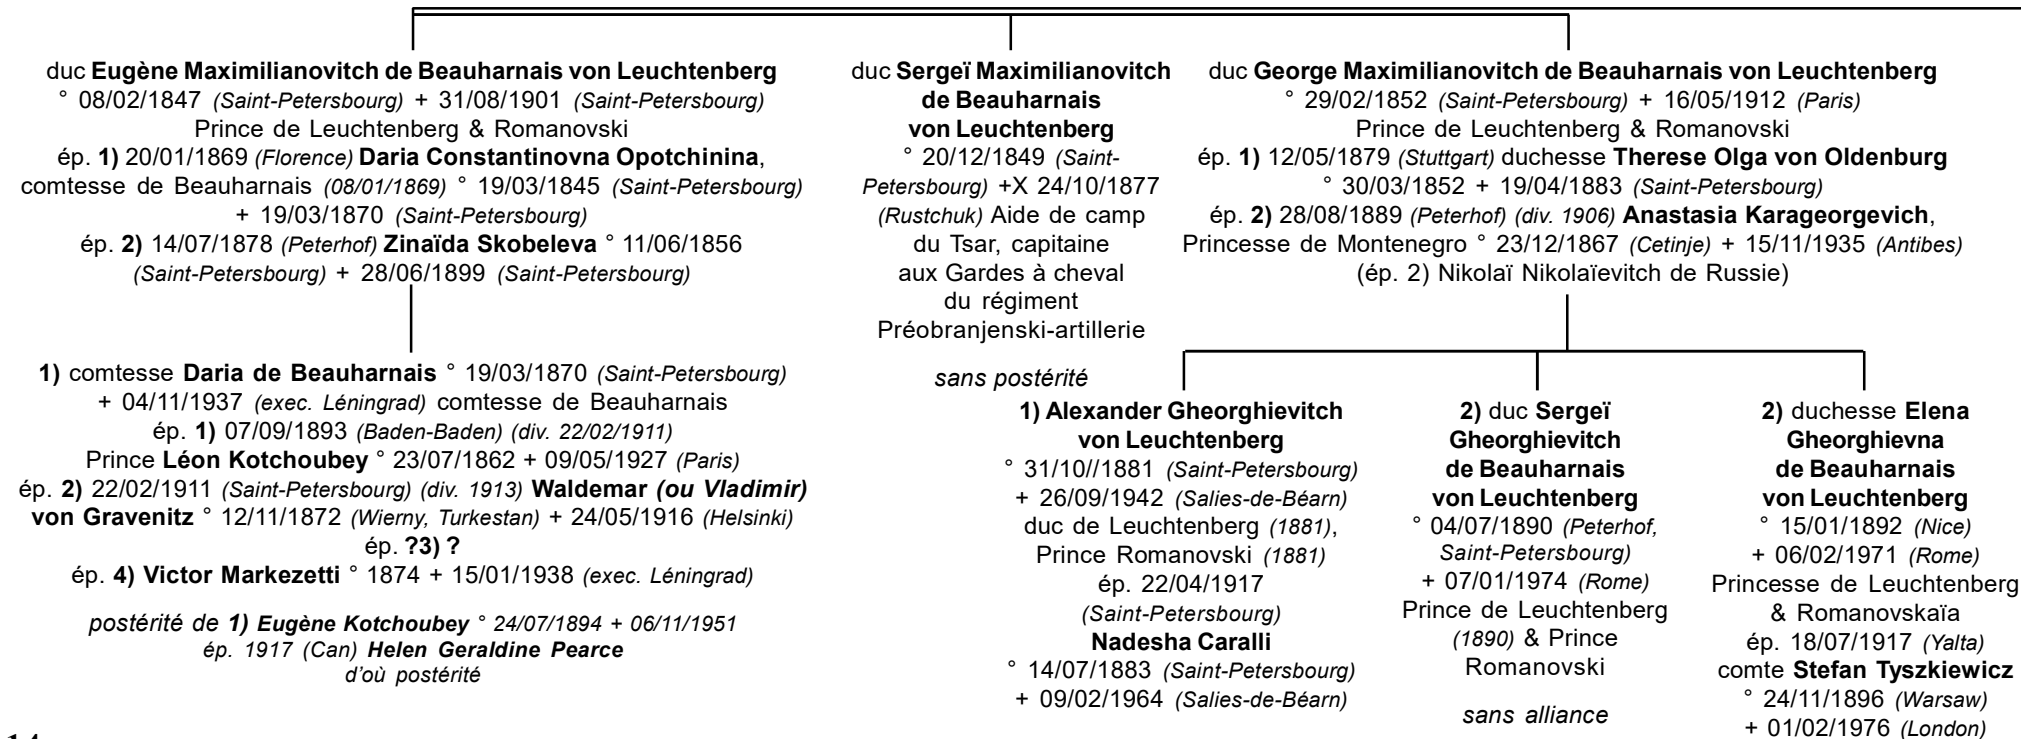 duc Eugène Maximilianovitch de Beauharnais von Leuchtenberg
° 08/02/1847 (Saint-Petersbourg) + 31/08/1901 (Saint-Petersbourg)
Prince de Leuchtenberg & Romanovski
ép. 1) 20/01/1869 (Florence) Daria Constantinovna Opotchinina,
comtesse de Beauharnais (08/01/1869) ° 19/03/1845 (Saint-Petersbourg)
+ 19/03/1870 (Saint-Petersbourg)
ép. 2) 14/07/1878 (Peterhof) Zinaïda Skobeleva ° 11/06/1856
(Saint-Petersbourg) + 28/06/1899 (Saint-Petersbourg)
1) comtesse Daria de Beauharnais ° 19/03/1870 (Saint-Petersbourg)
+ 04/11/1937 (exec. Léningrad) comtesse de Beauharnais
ép. 1) 07/09/1893 (Baden-Baden) (div. 22/02/1911)
Prince Léon Kotchoubey ° 23/07/1862 + 09/05/1927 (Paris)
ép. 2) 22/02/1911 (Saint-Petersbourg) (div. 1913) Waldemar (ou Vladimir)
von Gravenitz ° 12/11/1872 (Wierny, Turkestan) + 24/05/1916 (Helsinki)
ép. ?3) ?
ép. 4) Victor Markezetti ° 1874 + 15/01/1938 (exec. Léningrad)
postérité de 1) Eugène Kotchoubey ° 24/07/1894 + 06/11/1951
ép. 1917 (Can) Helen Geraldine Pearce
d'où postérité
duc Sergeï Maximilianovitch
de Beauharnais
von Leuchtenberg
° 20/12/1849 (Saint-
Petersbourg) +X 24/10/1877
(Rustchuk) Aide de camp
du Tsar, capitaine
aux Gardes à cheval
du régiment
Préobranjenski-artillerie
sans postérité
duc George Maximilianovitch de Beauharnais von Leuchtenberg
° 29/02/1852 (Saint-Petersbourg) + 16/05/1912 (Paris)
Prince de Leuchtenberg & Romanovski
ép. 1) 12/05/1879 (Stuttgart) duchesse Therese Olga von Oldenburg
° 30/03/1852 + 19/04/1883 (Saint-Petersbourg)
ép. 2) 28/08/1889 (Peterhof) (div. 1906) Anastasia Karageorgevich,
Princesse de Montenegro ° 23/12/1867 (Cetinje) + 15/11/1935 (Antibes)
(ép. 2) Nikolaï Nikolaïevitch de Russie)
1) Alexander Gheorghievitch
von Leuchtenberg
° 31/10//1881 (Saint-Petersbourg)
+ 26/09/1942 (Salies-de-Béarn)
duc de Leuchtenberg (1881),
Prince Romanovski (1881)
ép. 22/04/1917
(Saint-Petersbourg)
Nadesha Caralli
° 14/07/1883 (Saint-Petersbourg)
+ 09/02/1964 (Salies-de-Béarn)
2) duc Sergeï
Gheorghievitch
de Beauharnais
von Leuchtenberg
° 04/07/1890 (Peterhof,
Saint-Petersbourg)
+ 07/01/1974 (Rome)
Prince de Leuchtenberg
(1890) & Prince
Romanovski
sans alliance
2) duchesse Elena
Gheorghievna
de Beauharnais
von Leuchtenberg
° 15/01/1892 (Nice)
+ 06/02/1971 (Rome)
Princesse de Leuchtenberg
& Romanovskaïa
ép. 18/07/1917 (Yalta)
comte Stefan Tyszkiewicz
° 24/11/1896 (Warsaw)
+ 01/02/1976 (London)